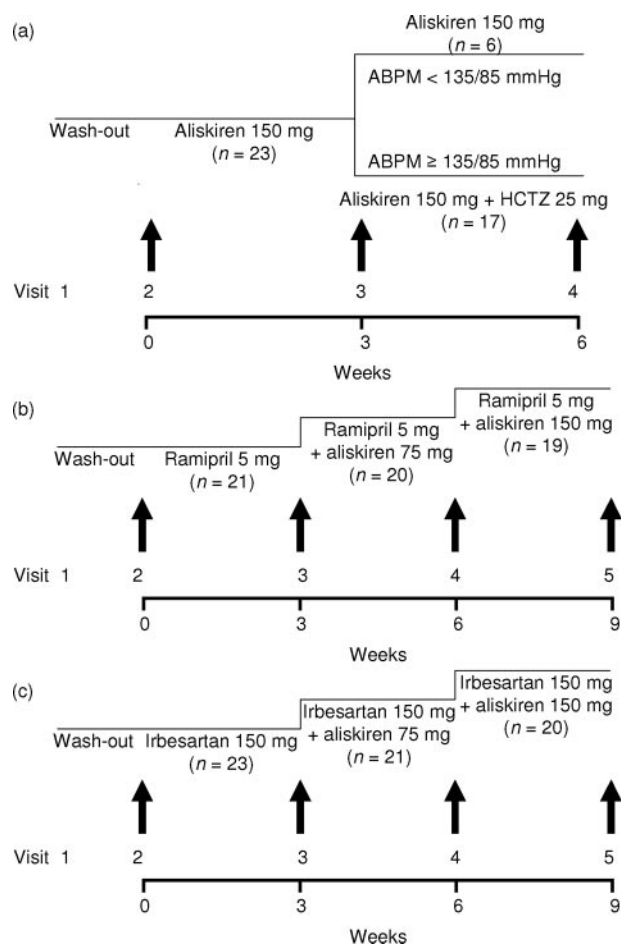 (a)
Aliskiren 150 mg
(n = 6)
ABPM < 135/85 mmHg
Wash-out Aliskiren 150 mg
(n = 23)
ABPM ≥ 135/85 mmHg
Aliskiren 150 mg + HCTZ 25 mg
(n = 17)
Visit 1 2 3 4
0 3 6
Weeks
(b)
Ramipril 5 mg
+ aliskiren 150 mg
(n = 19)
Ramipril 5 mg
+ aliskiren 75 mg
(n = 20)
Wash-out Ramipril 5 mg
(n = 21)
Visit 1 2 3 4 5
0 3 6 9
Weeks
(c)
Irbesartan 150 mg
+ aliskiren 150 mg
(n = 20)
Irbesartan 150 mg
+ aliskiren 75 mg
(n = 21)
Wash-out Irbesartan 150 mg
(n = 23)
Visit 1 2 3 4 5
0 3 6 9
Weeks